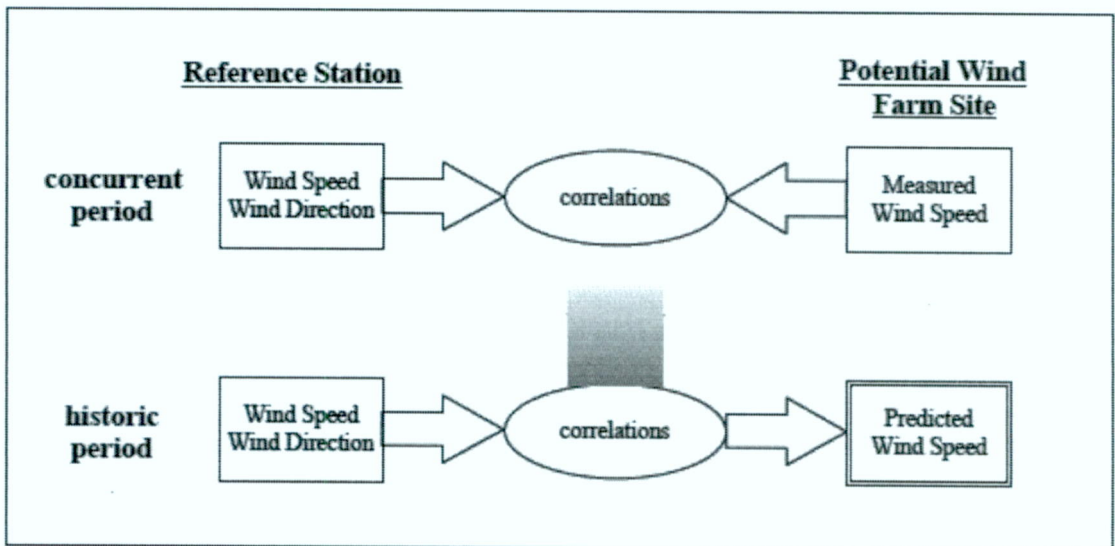 Reference Station
Potential Wind
Farm Site
concurrent
period
Wind Speed
Wind Direction
correlations
Measured
Wind Speed
historic
period
Wind Speed
Wind Direction
correlations
Predicted
Wind Speed